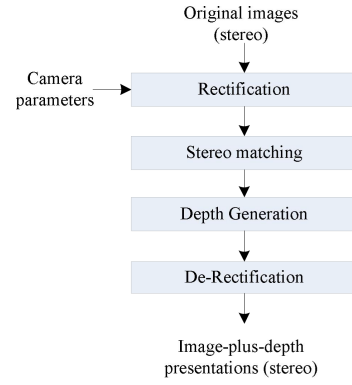 Original images
(stereo)
Camera
parameters
Rectification
Stereo matching
Depth Generation
De-Rectification
Image-plus-depth
presentations (stereo)